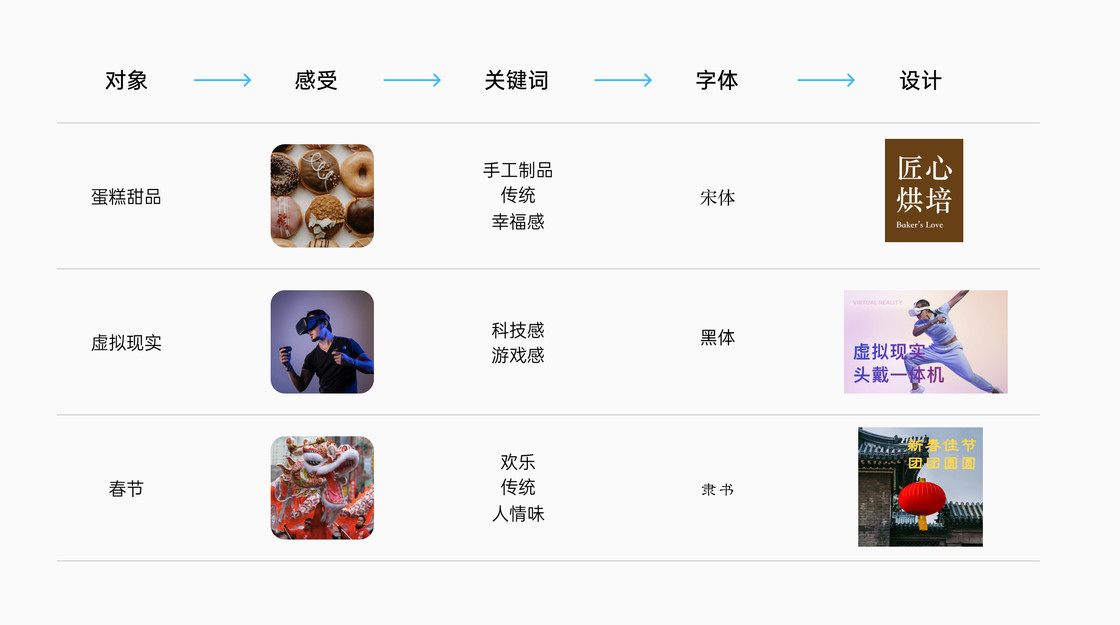 对象
感受
关键词
字体
设计
蛋糕甜品
手工制品
传统
幸福感
宋体
匠心
烘培
Baker's Love
虚拟现实
科技感
游戏感
黑体
VIRTUAL REALITY
虚拟现实
头戴一体机
春节
欢乐
传统
人情味
隶书
新春佳节
团团圆圆